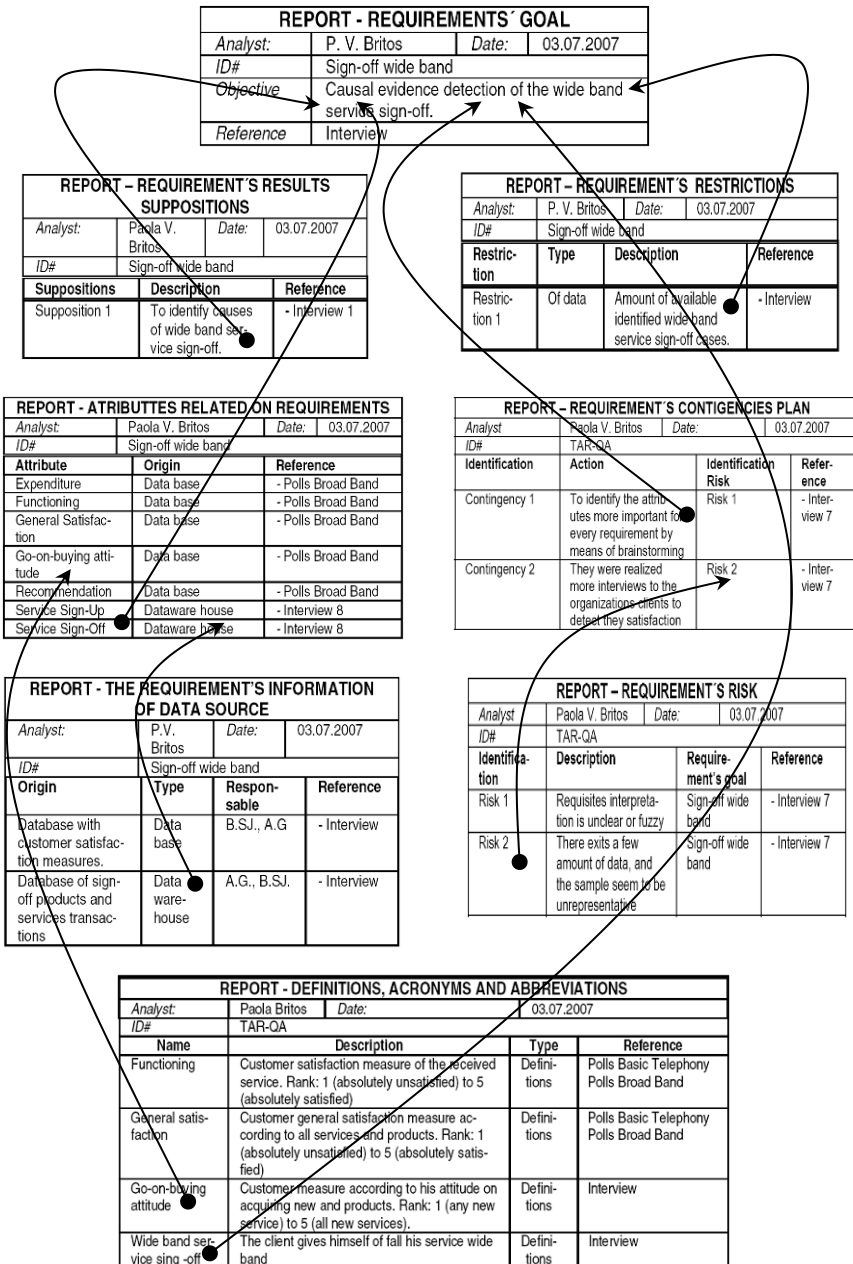 REPORT - REQUIREMENTS´ GOAL
Analyst: P. V. Britos Date: 03.07.2007
ID# Sign-off wide band
Objective Causal evidence detection of the wide band
service sign-off.
Reference Interview
REPORT – REQUIREMENT´S RESULTS
SUPPOSITIONS
Analyst: Paola V. Date: 03.07.2007
Britos
ID# Sign-off wide band
Suppositions Description Reference
Supposition 1 To identify causes - Interview 1
of wide band ser-
vice sign-off.
REPORT – REQUIREMENT´S RESTRICTIONS
Analyst: P. V. Britos Date: 03.07.2007
ID# Sign-off wide band
Restric- Type Description Reference
tion
Restric- Of data Amount of available - Interview
tion 1 identified wide band
service sign-off cases.
REPORT - ATRIBUTTES RELATED ON REQUIREMENTS
Analyst: Paola V. Britos Date: 03.07.2007
ID# Sign-off wide band
Attribute Origin Reference
Expenditure Data base - Polls Broad Band
Functioning Data base - Polls Broad Band
General Satisfac- Data base - Polls Broad Band
tion
Go-on-buying atti- Data base - Polls Broad Band
tude
Recommendation Data base - Polls Broad Band
Service Sign-Up Dataware house - Interview 8
Service Sign-Off Dataware house - Interview 8
REPORT – REQUIREMENT´S CONTIGENCIES PLAN
Analyst Paola V. Britos Date: 03.07.2007
ID# TAR-QA
Identification Action Identification Refer-
Risk ence
Contingency 1 To identify the attrib- Risk 1 - Inter-
utes more important for view 7
every requirement by
means of brainstorming
Contingency 2 They were realized Risk 2 - Inter-
more interviews to the view 7
organizations clients to
detect they satisfaction
REPORT - THE REQUIREMENT'S INFORMATION
OF DATA SOURCE
Analyst: P.V. Date: 03.07.2007
Britos
ID# Sign-off wide band
Origin Type Respon- Reference
sable
Database with Data B.SJ., A.G - Interview
customer satisfac- base
tion measures.
Database of sign- Data A.G., B.SJ. - Interview
off products and ware-
services transac- house
tions
REPORT – REQUIREMENT´S RISK
Analyst Paola V. Britos Date: 03.07.2007
ID# TAR-QA
Identifica- Description Require- Reference
tion ment's goal
Risk 1 Requisites interpreta- Sign-off wide - Interview 7
tion is unclear or fuzzy band
Risk 2 There exits a few Sign-off wide - Interview 7
amount of data, and band
the sample seem to be
unrepresentative
REPORT - DEFINITIONS, ACRONYMS AND ABBREVIATIONS
Analyst: Paola Britos Date: 03.07.2007
ID# TAR-QA
Name Description Type Reference
Functioning Customer satisfaction measure of the received Defini- Polls Basic Telephony
service. Rank: 1 (absolutely unsatisfied) to 5 tions Polls Broad Band
(absolutely satisfied)
General satis- Customer general satisfaction measure ac- Defini- Polls Basic Telephony
faction cording to all services and products. Rank: 1 tions Polls Broad Band
(absolutely unsatisfied) to 5 (absolutely satis-
fied)
Go-on-buying Customer measure according to his attitude on Defini- Interview
attitude acquiring new and products. Rank: 1 (any new tions
service) to 5 (all new services).
Wide band ser- The client gives himself of fall his service wide Defini- Interview
vice sing -off band tions